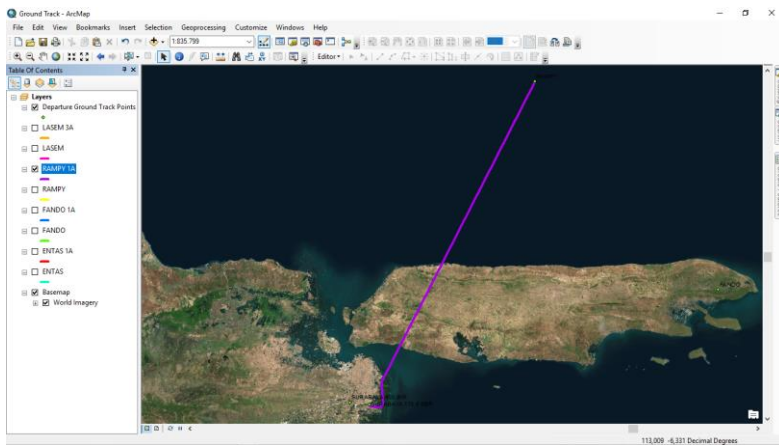 Ground Track - ArcMap
File Edit View Bookmarks Insert Selection Geoprocessing Customize Windows Help
1:835.799
Editor
Table Of Contents
Layers
Departure Ground Track Points
LASEM 3A
LASEM
RAMPY 1A
RAMPY
FANDO 1A
FANDO
ENTAS 1A
ENTAS
Basemap
World Imagery
113,009 -6,331 Decimal Degrees